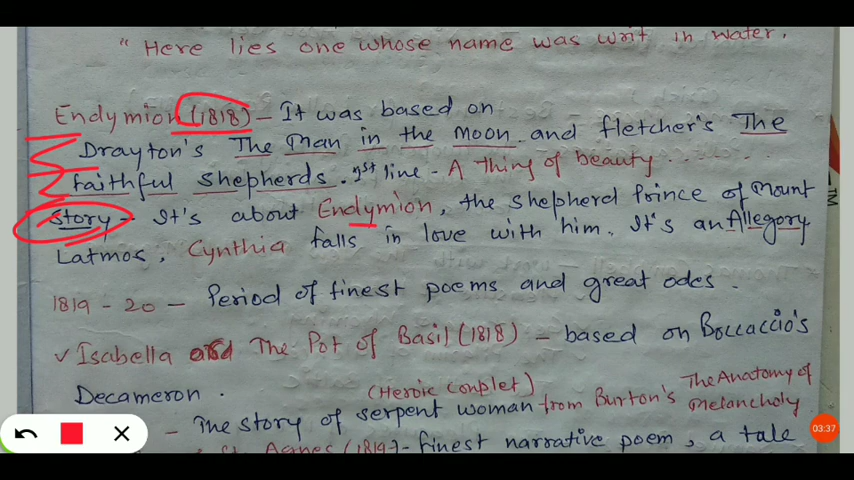 "Here lies one whose name was writ in water.
Endymion (1818) - It was based on
Drayton's The Man in the Moon and Fletcher's The
faithful shepherds. 1st line - A thing of beauty ........
Story - It's about Endymion, the shepherd prince of Mount
Latmos, Cynthia falls in love with him. It's an Allegory
1819 - 20 - Period of finest poems and great odes.
✓ Isabella The Pot of Basil (1818) - based on Boccaccio's
Decameron.
(Heroic couplet)
- The story of serpent woman from Burton's The Anatomy of Melancholy
St. Agnes (1819) - finest narrative poem, a tale
03:37
TM